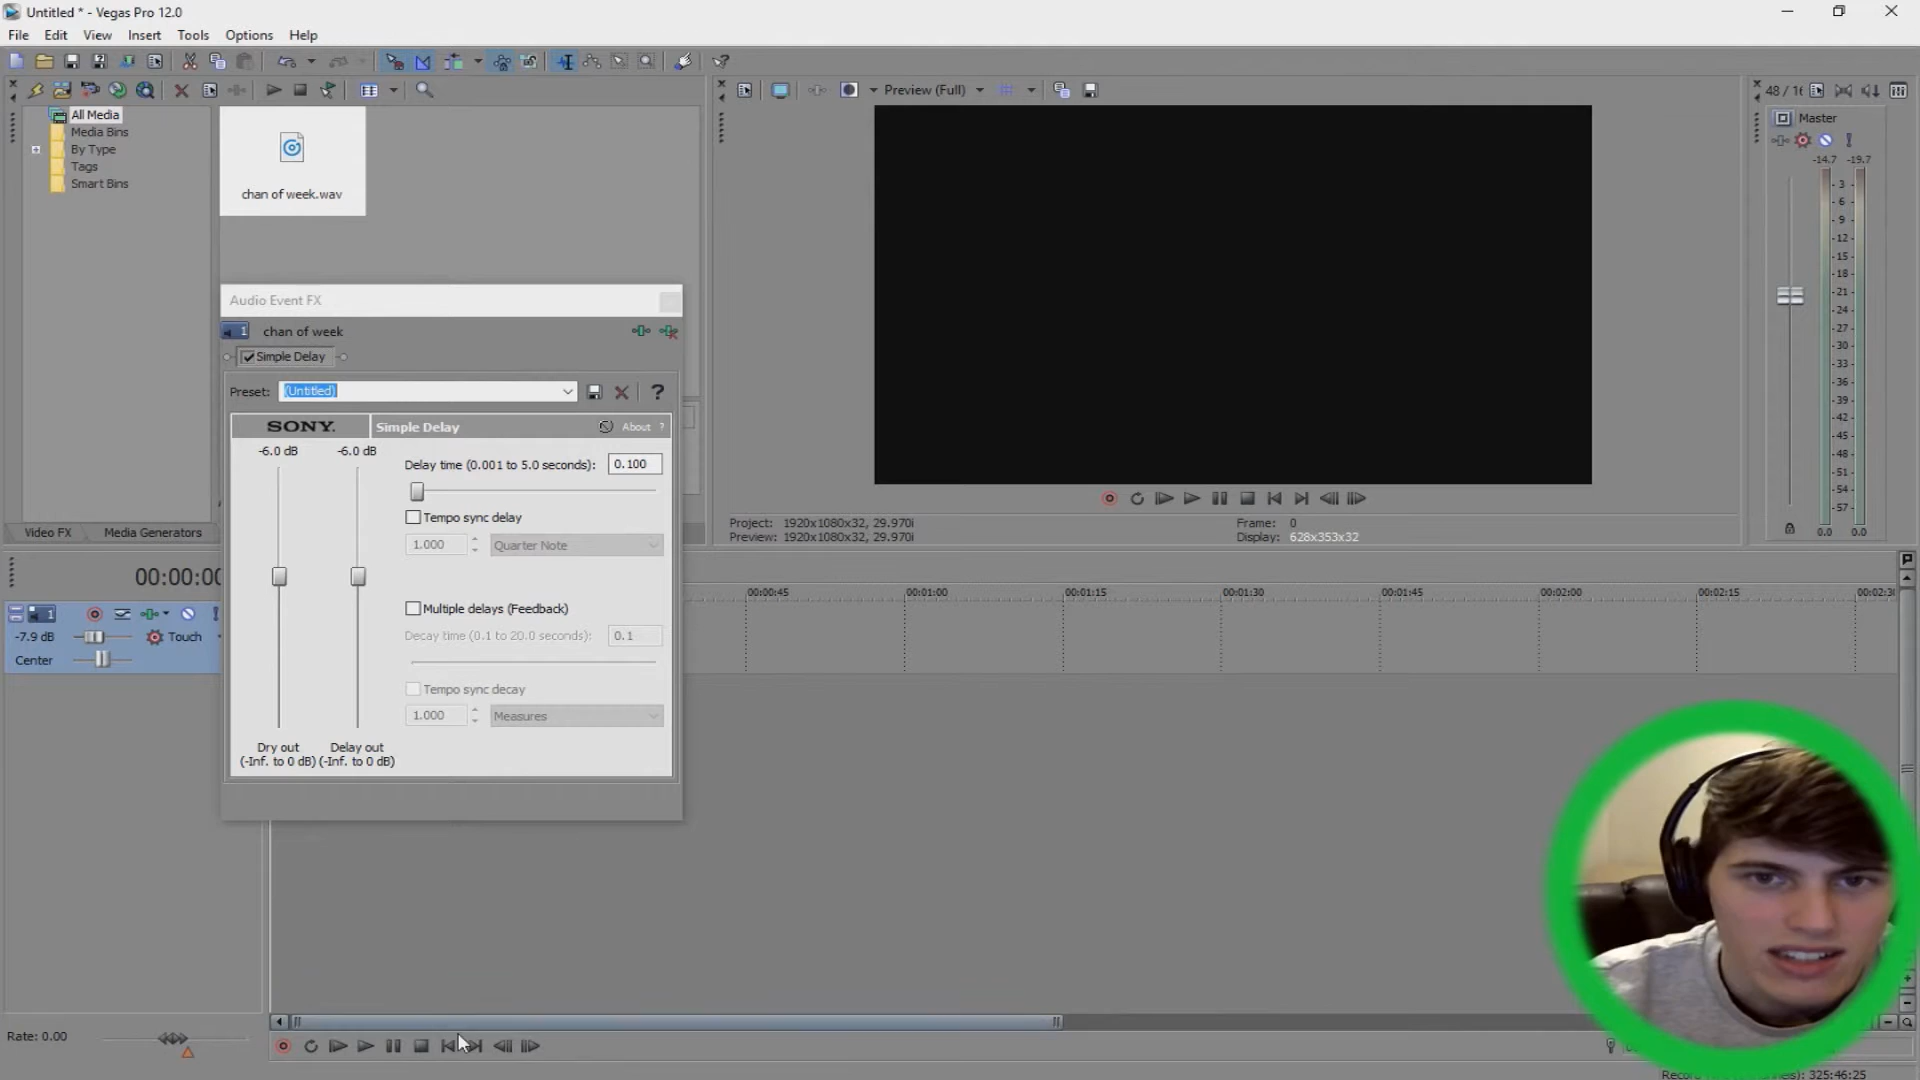 Untitled * - Vegas Pro 12.0
File Edit View Insert Tools Options Help
All Media
Media Bins
By Type
Tags
Smart Bins
chan of week.wav
Preview (Full)
48 / 16
Master
-14.7 -19.7
- 3 -
- 6 -
- 9 -
-12 -
-15 -
-18 -
-21 -
-24 -
-27 -
-30 -
-33 -
-36 -
-39 -
-42 -
-45 -
-48 -
-51 -
-54 -
-57 -
0.0 0.0
Audio Event FX
1 chan of week
Simple Delay
Preset: (Untitled)
SONY. Simple Delay About ?
-6.0 dB -6.0 dB
Delay time (0.001 to 5.0 seconds): 0.100
Tempo sync delay
1.000 Quarter Note
Multiple delays (Feedback)
Decay time (0.1 to 20.0 seconds): 0.1
Tempo sync decay
1.000 Measures
Dry out Delay out
(-Inf. to 0 dB) (-Inf. to 0 dB)
Video FX Media Generators
Project: 1920x1080x32, 29.970i
Preview: 1920x1080x32, 29.970i
Frame: 0
Display: 628x353x32
00:00:00
00:00:45 00:01:00 00:01:15 00:01:30 00:01:45 00:02:00 00:02:15 00:02:30
1
-7.9 dB Touch
Center
Rate: 0.00
325:46:25